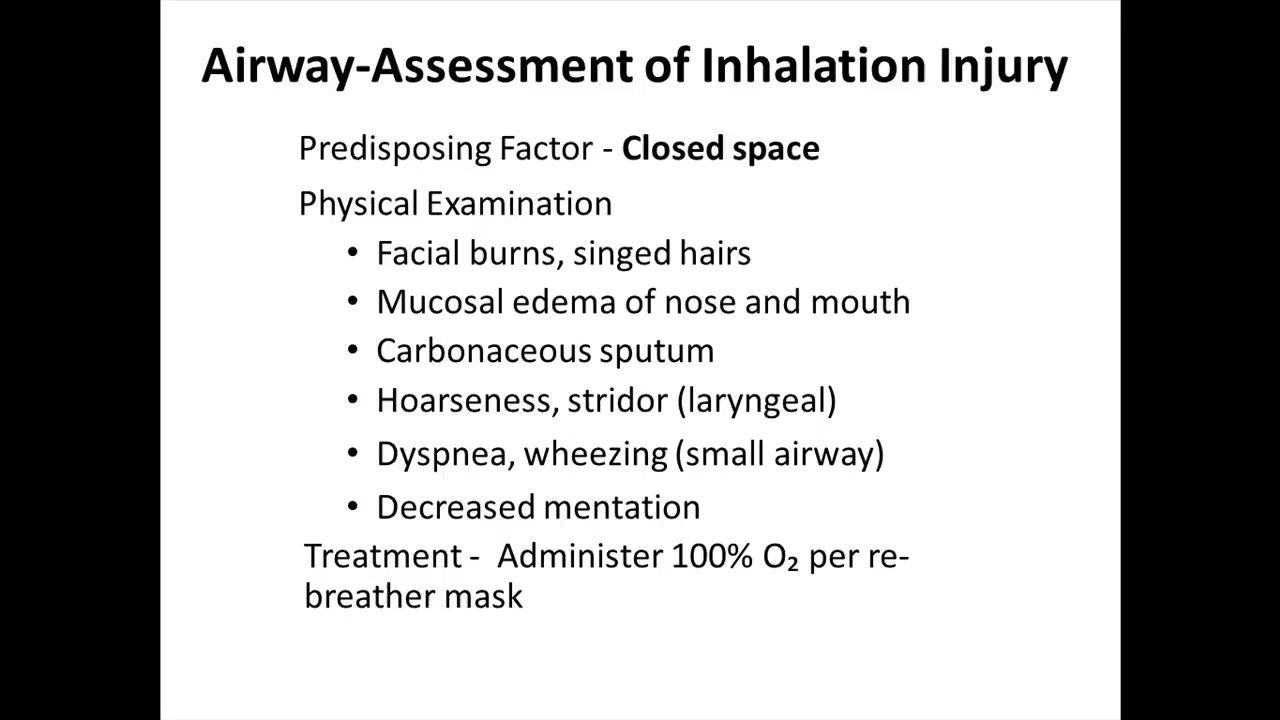 Airway-Assessment of Inhalation Injury
Predisposing Factor - Closed space
Physical Examination
• Facial burns, singed hairs
• Mucosal edema of nose and mouth
• Carbonaceous sputum
• Hoarseness, stridor (laryngeal)
• Dyspnea, wheezing (small airway)
• Decreased mentation
Treatment - Administer 100% O₂ per re-
breather mask